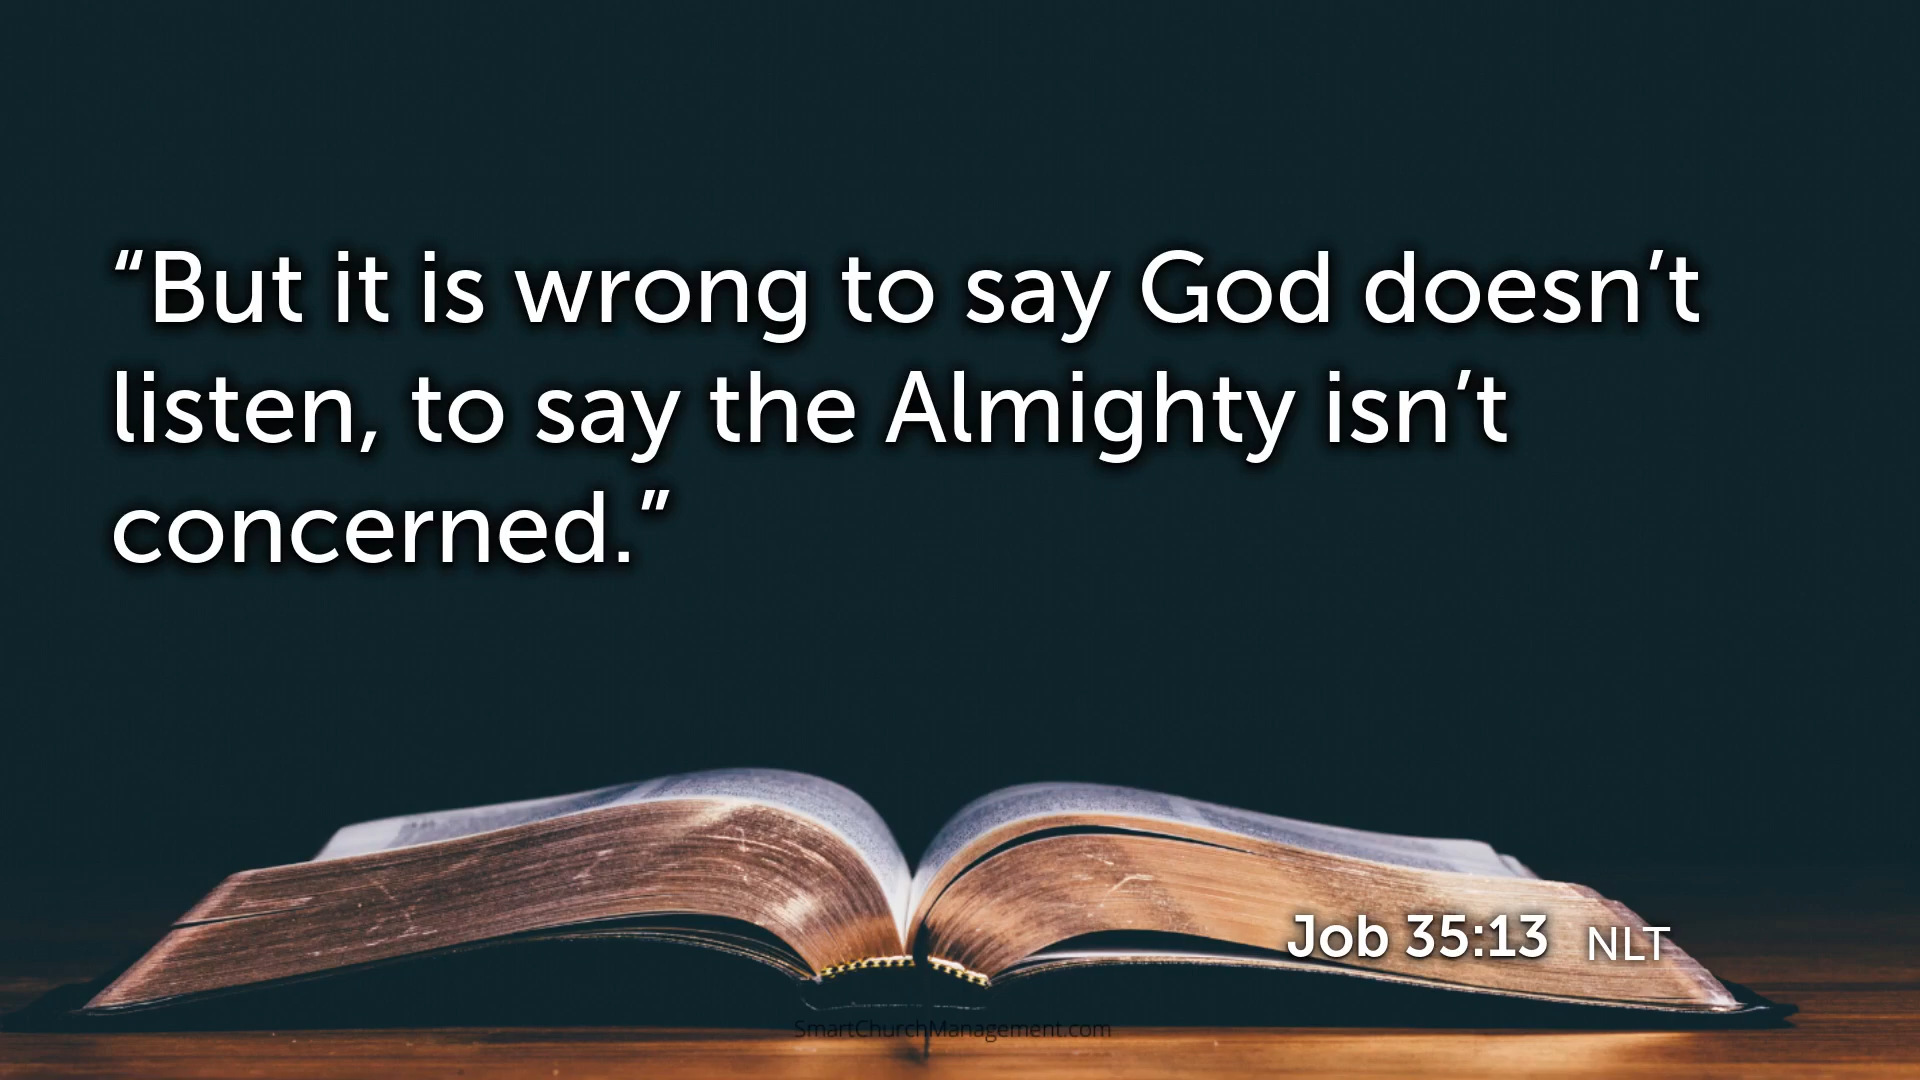 “But it is wrong to say God doesn’t
listen, to say the Almighty isn’t
concerned.”
Job 35:13 NLT
SmartChurchManagement.com